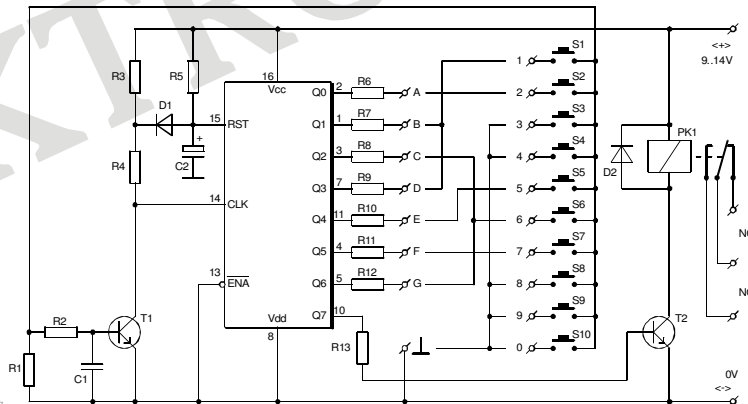 S1
1
<+>
9..14V
R3
R5
16
Vcc
Q0
2
R6
A
2
S2
D1
15
RST
Q1
1
R7
B
3
S3
+
C2
Q2
3
R8
C
4
S4
PK1
D2
R4
Q3
7
R9
D
5
S5
14
CLK
Q4
11
R10
E
6
S6
Q5
4
R11
F
7
S7
13
ENA
Q6
5
R12
G
8
S8
Q7
10
9
S9
R2
T1
Vdd
8
R13
0
S10
T2
R1
C1
0V
<->